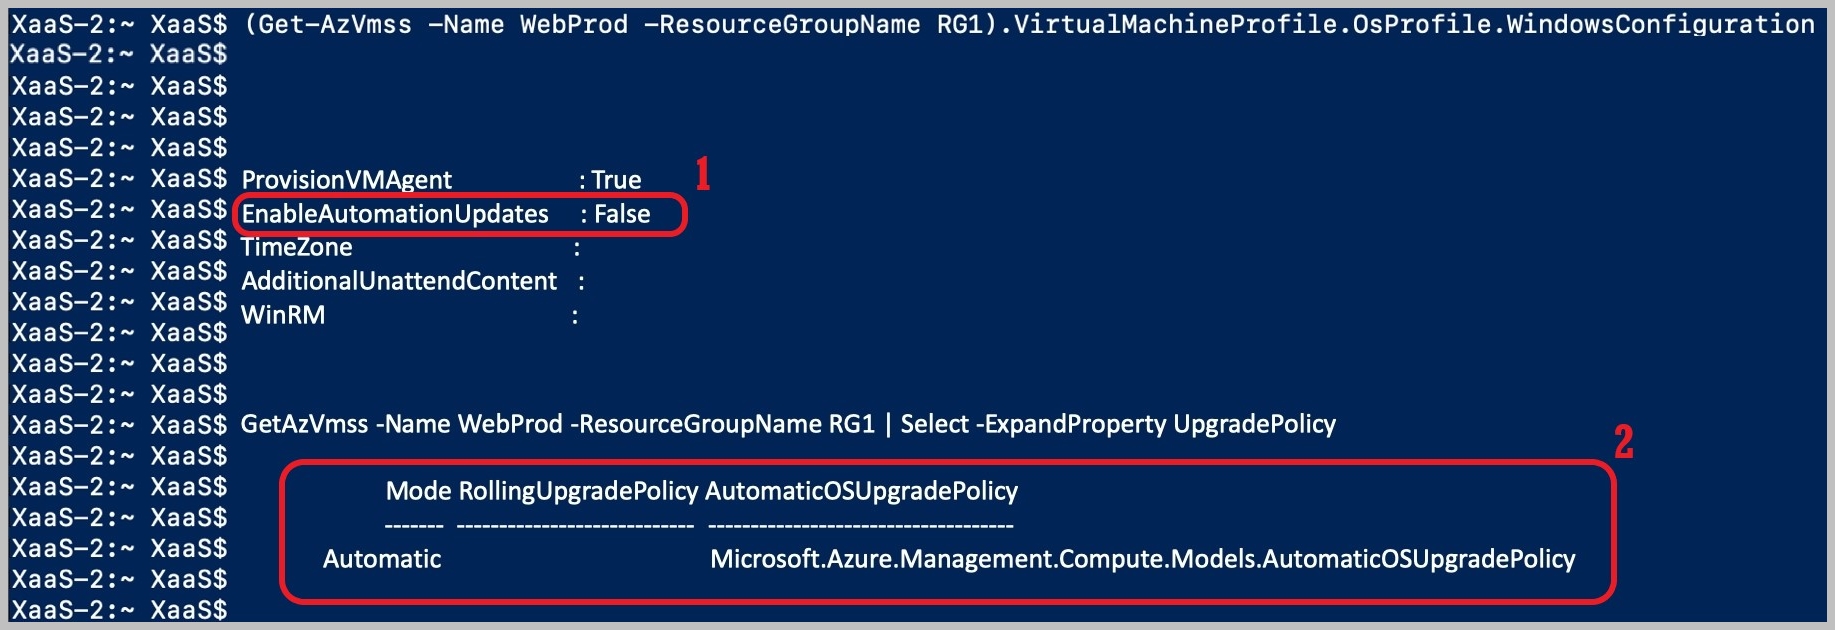 XaaS-2:~ XaaS$ (Get-AzVmss -Name WebProd -ResourceGroupName RG1).VirtualMachineProfile.OsProfile.WindowsConfiguration
XaaS-2:~ XaaS$
XaaS-2:~ XaaS$
XaaS-2:~ XaaS$
XaaS-2:~ XaaS$
XaaS-2:~ XaaS$ ProvisionVMAgent : True 1
XaaS-2:~ XaaS$ EnableAutomationUpdates : False
XaaS-2:~ XaaS$ TimeZone :
XaaS-2:~ XaaS$ AdditionalUnattendContent :
XaaS-2:~ XaaS$ WinRM :
XaaS-2:~ XaaS$
XaaS-2:~ XaaS$
XaaS-2:~ XaaS$
XaaS-2:~ XaaS$ GetAzVmss -Name WebProd -ResourceGroupName RG1 | Select -ExpandProperty UpgradePolicy
XaaS-2:~ XaaS$ 2
XaaS-2:~ XaaS$ Mode RollingUpgradePolicy AutomaticOSUpgradePolicy
XaaS-2:~ XaaS$ ------- ---------------------------- ------------------------------------
XaaS-2:~ XaaS$ Automatic Microsoft.Azure.Management.Compute.Models.AutomaticOSUpgradePolicy
XaaS-2:~ XaaS$
XaaS-2:~ XaaS$